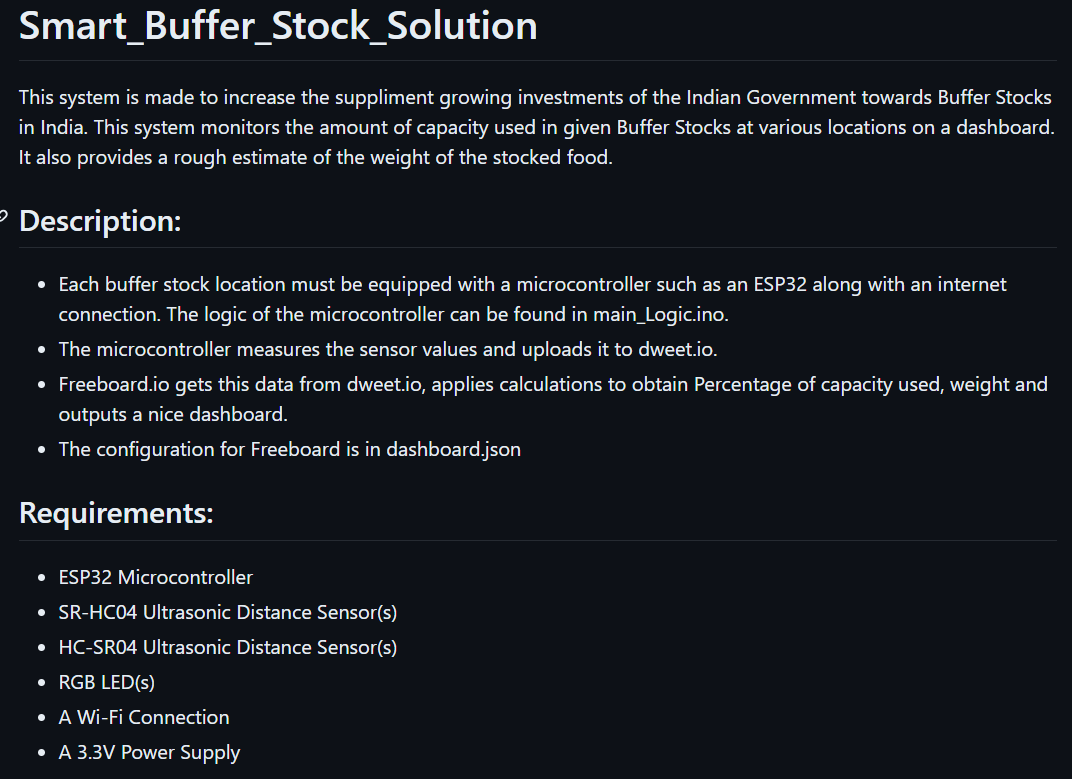 Smart_Buffer_Stock_Solution
This system is made to increase the suppliment growing investments of the Indian Government towards Buffer Stocks
in India. This system monitors the amount of capacity used in given Buffer Stocks at various locations on a dashboard.
It also provides a rough estimate of the weight of the stocked food.
Description:
• Each buffer stock location must be equipped with a microcontroller such as an ESP32 along with an internet
connection. The logic of the microcontroller can be found in main_Logic.ino.
• The microcontroller measures the sensor values and uploads it to dweet.io.
• Freeboard.io gets this data from dweet.io, applies calculations to obtain Percentage of capacity used, weight and
outputs a nice dashboard.
• The configuration for Freeboard is in dashboard.json
Requirements:
• ESP32 Microcontroller
• SR-HC04 Ultrasonic Distance Sensor(s)
• HC-SR04 Ultrasonic Distance Sensor(s)
• RGB LED(s)
• A Wi-Fi Connection
• A 3.3V Power Supply